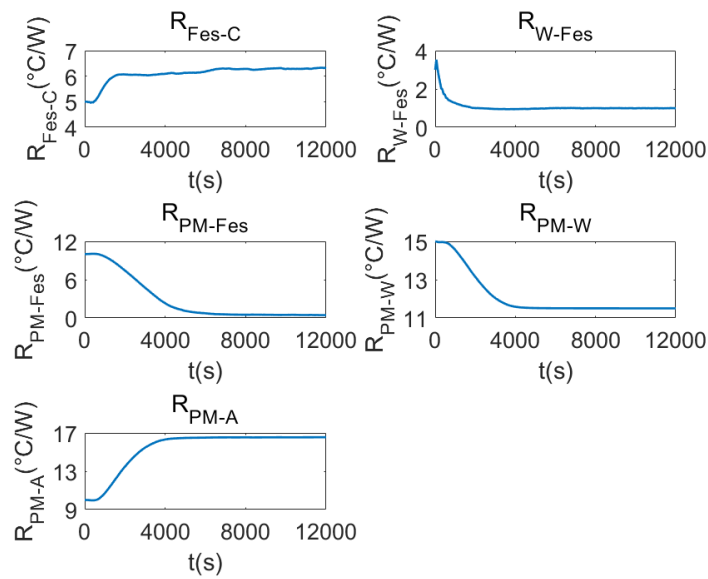 R_Fes-C
R_Fes-C(°C/W)
7
6
5
4
0 4000 8000 12000
t(s)
R_W-Fes
R_W-Fes(°C/W)
4
2
0
0 4000 8000 12000
t(s)
R_PM-Fes
R_PM-Fes(°C/W)
12
6
0
0 4000 8000 12000
t(s)
R_PM-W
R_PM-W(°C/W)
15
13
11
0 4000 8000 12000
t(s)
R_PM-A
R_PM-A(°C/W)
17
13
9
0 4000 8000 12000
t(s)